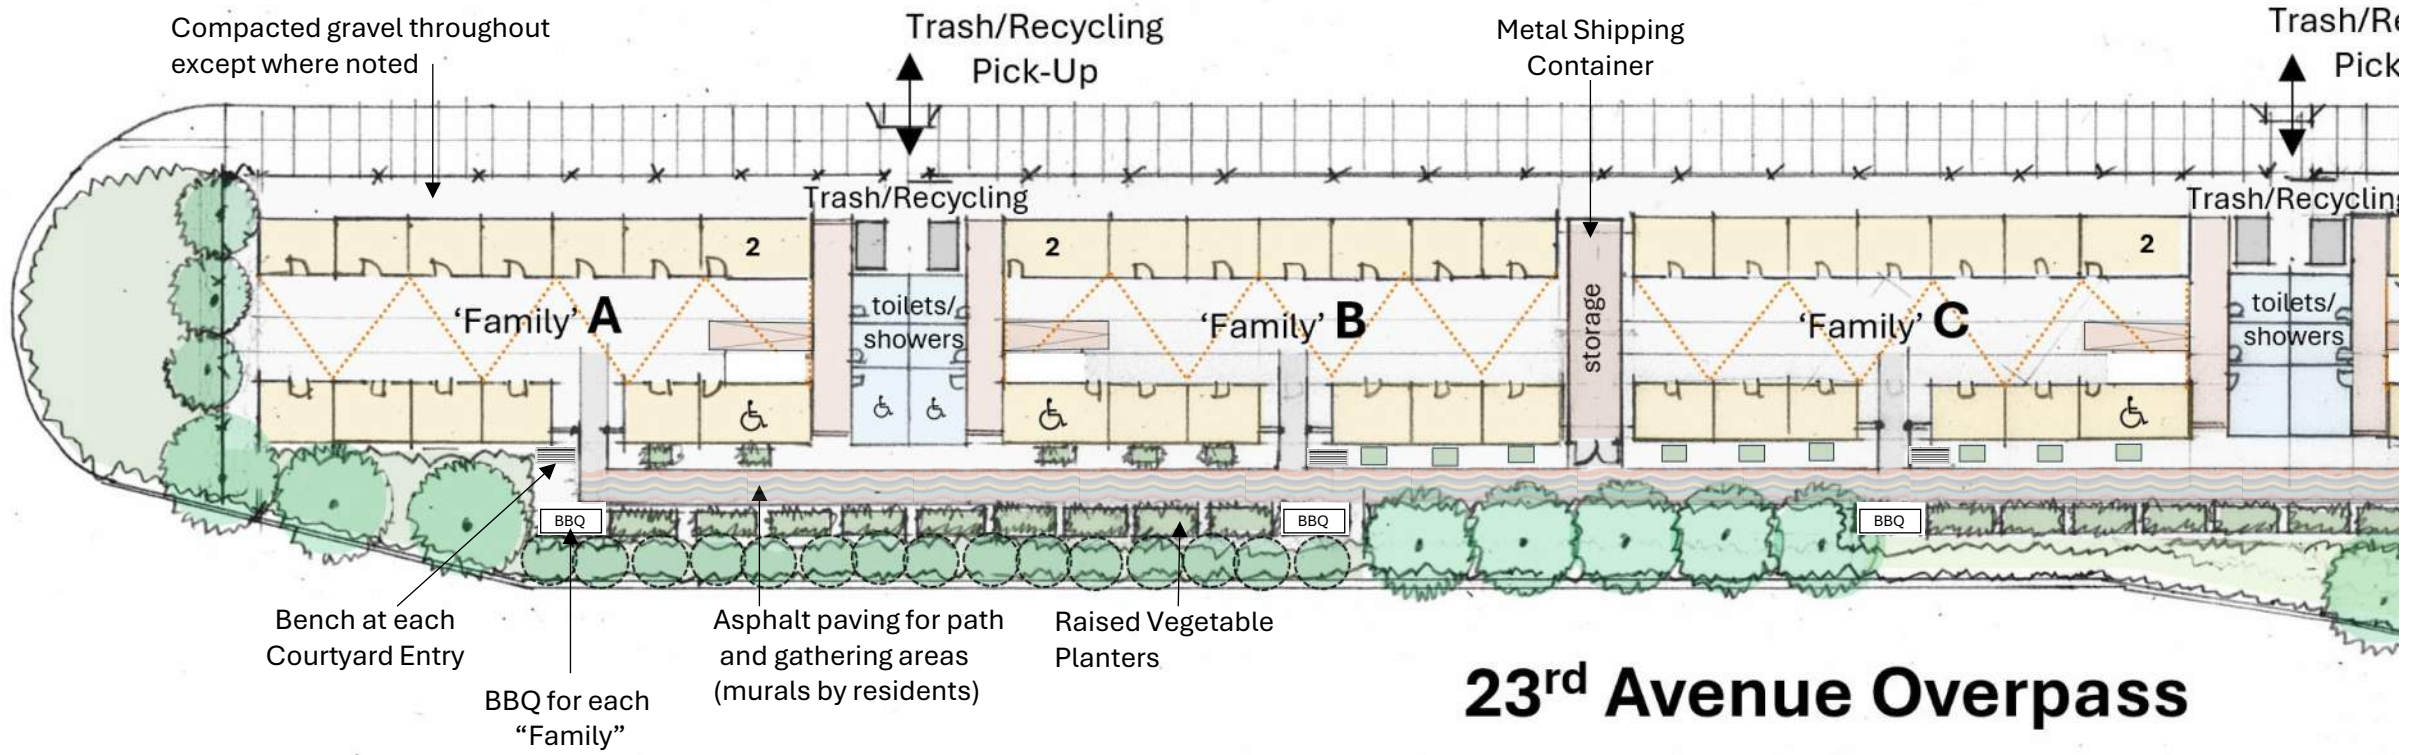 Compacted gravel throughout
except where noted
Trash/Recycling
Pick-Up
Metal Shipping
Container
Trash/Re
Pick
Trash/Recycling
Trash/Recycling
2
2
2
toilets/
showers
'Family' A
'Family' B
storage
'Family' C
toilets/
showers
BBQ
BBQ
BBQ
Bench at each
Courtyard Entry
BBQ for each
“Family”
Asphalt paving for path
and gathering areas
(murals by residents)
Raised Vegetable
Planters
23rd Avenue Overpass